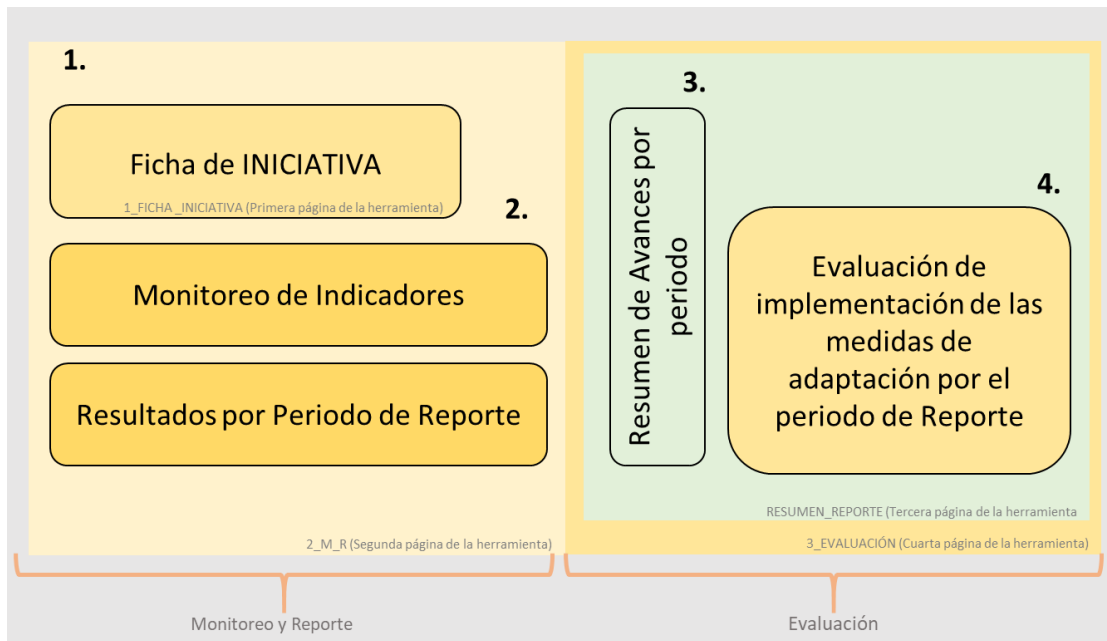 1.
Ficha de INICIATIVA
1_FICHA _INICIATIVA (Primera página de la herramienta)
2.
Monitoreo de Indicadores
Resultados por Periodo de Reporte
2_M_R (Segunda página de la herramienta)
Monitoreo y Reporte
3.
Resumen de Avances por
periodo
4.
Evaluación de
implementación de las
medidas de
adaptación por el
periodo de Reporte
RESUMEN_REPORTE (Tercera página de la herramienta
3_EVALUACIÓN (Cuarta página de la herramienta)
Evaluación